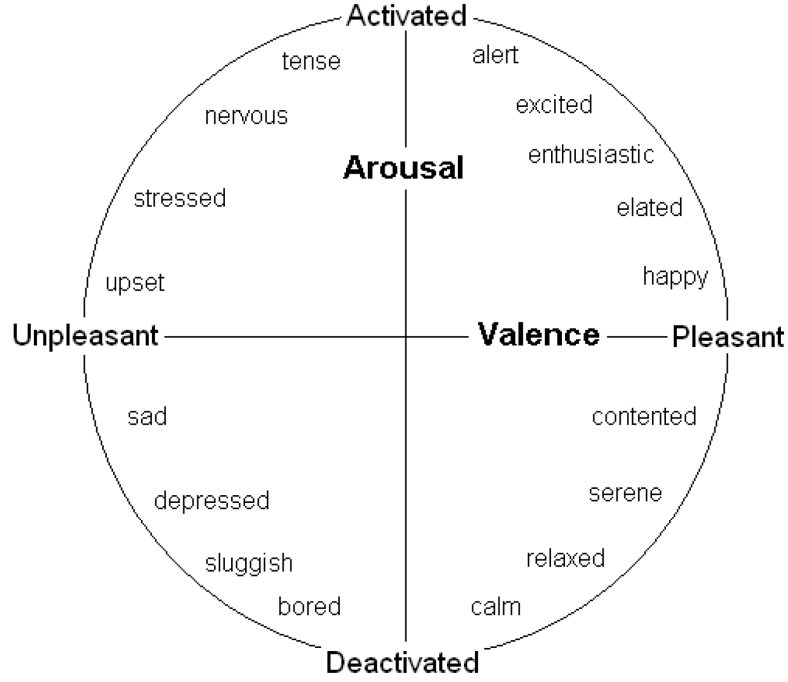 Activated
tense
alert
excited
nervous
enthusiastic
Arousal
stressed
elated
happy
upset
Unpleasant
Valence
Pleasant
sad
contented
serene
depressed
relaxed
sluggish
bored
calm
Deactivated